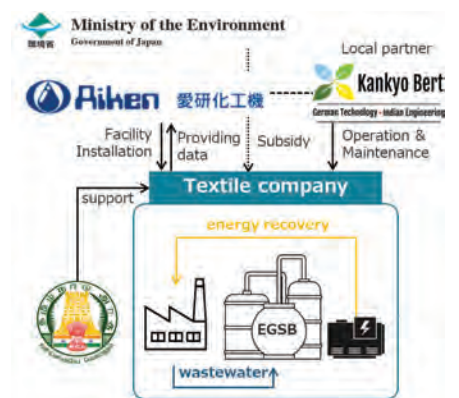 Ministry of the Environment
Government of Japan
環境省
Local partner
Aiken 愛研化工機
Kankyo Bert
German Technology - Indian Engineering
Facility
Installation
Providing
data
Subsidy
Operation &
Maintenance
support
Textile company
energy recovery
EGSB
wastewater